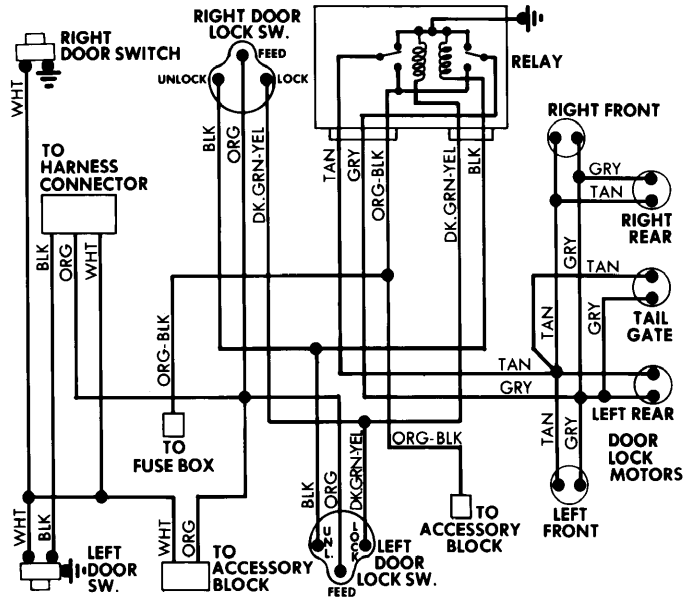 RIGHT
DOOR SWITCH
RIGHT DOOR
LOCK SW.
FEED
UNLOCK
LOCK
RELAY
WHT
BLK
ORG
DK.GRN-YEL
TAN
GRY
ORG-BLK
DK.GRN-YEL
BLK
RIGHT FRONT
GRY
TAN
RIGHT
REAR
TO
HARNESS
CONNECTOR
BLK
ORG
WHT
GRY
TAN
TAIL
GATE
TAN
GRY
ORG-BLK
TAN
GRY
LEFT REAR
TAN
GRY
DOOR
LOCK
MOTORS
LEFT
FRONT
TO
FUSE BOX
ORG-BLK
BLK
ORG
DK.GRN-YEL
TO
ACCESSORY
BLOCK
WHT
BLK
LEFT
DOOR
SW.
WHT
ORG
TO
ACCESSORY
BLOCK
UNL
LOCK
LEFT
DOOR
LOCK SW.
FEED